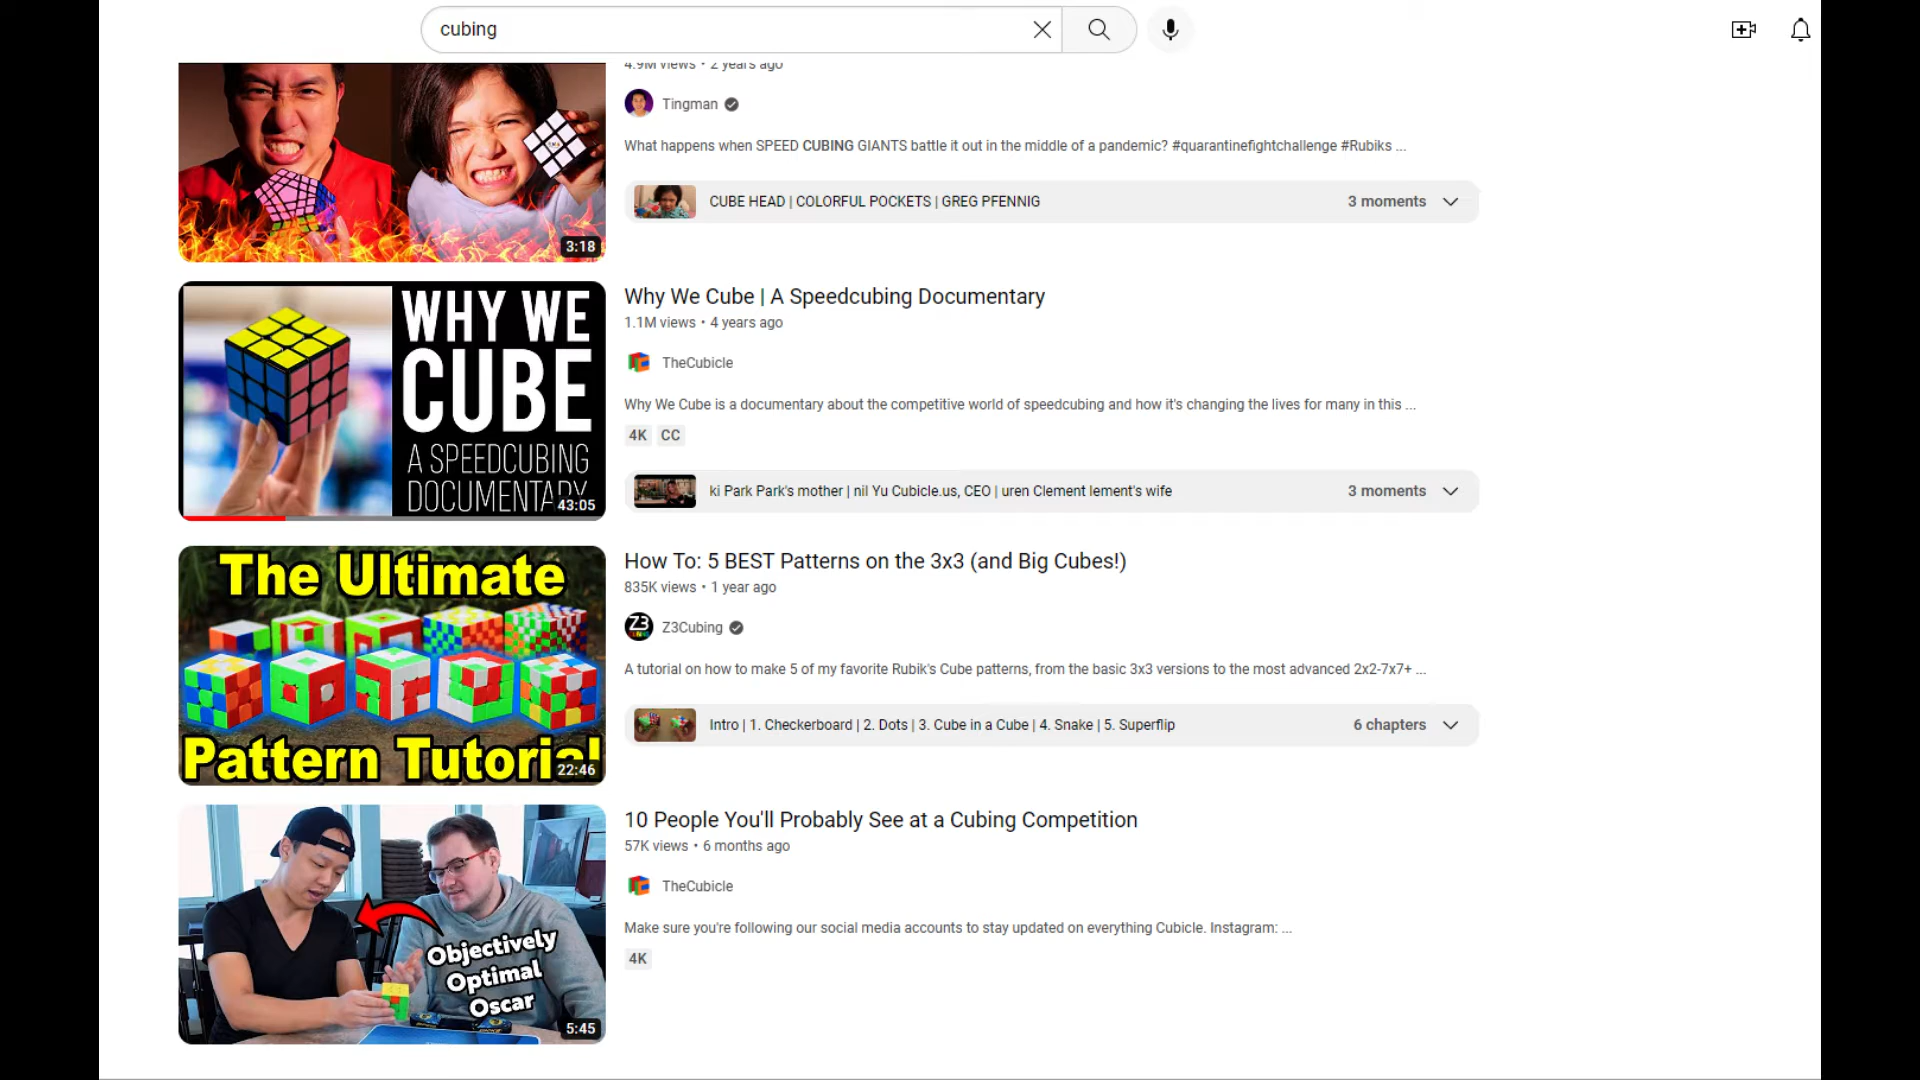 cubing
4.9M views • 2 years ago
Tingman
What happens when SPEED CUBING GIANTS battle it out in the middle of a pandemic? #quarantinefightchallenge #Rubiks ...
CUBE HEAD | COLORFUL POCKETS | GREG PFENNIG
3 moments
3:18
WHY WE
CUBE
A SPEEDCUBING
DOCUMENTARY
43:05
Why We Cube | A Speedcubing Documentary
1.1M views • 4 years ago
TheCubicle
Why We Cube is a documentary about the competitive world of speedcubing and how it's changing the lives for many in this ...
4K CC
ki Park Park's mother | nil Yu Cubicle.us, CEO | uren Clement lement's wife
3 moments
The Ultimate
Pattern Tutorial
22:46
How To: 5 BEST Patterns on the 3x3 (and Big Cubes!)
835K views • 1 year ago
Z3
Z3Cubing
A tutorial on how to make 5 of my favorite Rubik's Cube patterns, from the basic 3x3 versions to the most advanced 2x2-7x7+ ...
Intro | 1. Checkerboard | 2. Dots | 3. Cube in a Cube | 4. Snake | 5. Superflip
6 chapters
Objectively
Optimal
Oscar
5:45
10 People You'll Probably See at a Cubing Competition
57K views • 6 months ago
TheCubicle
Make sure you're following our social media accounts to stay updated on everything Cubicle. Instagram: ...
4K